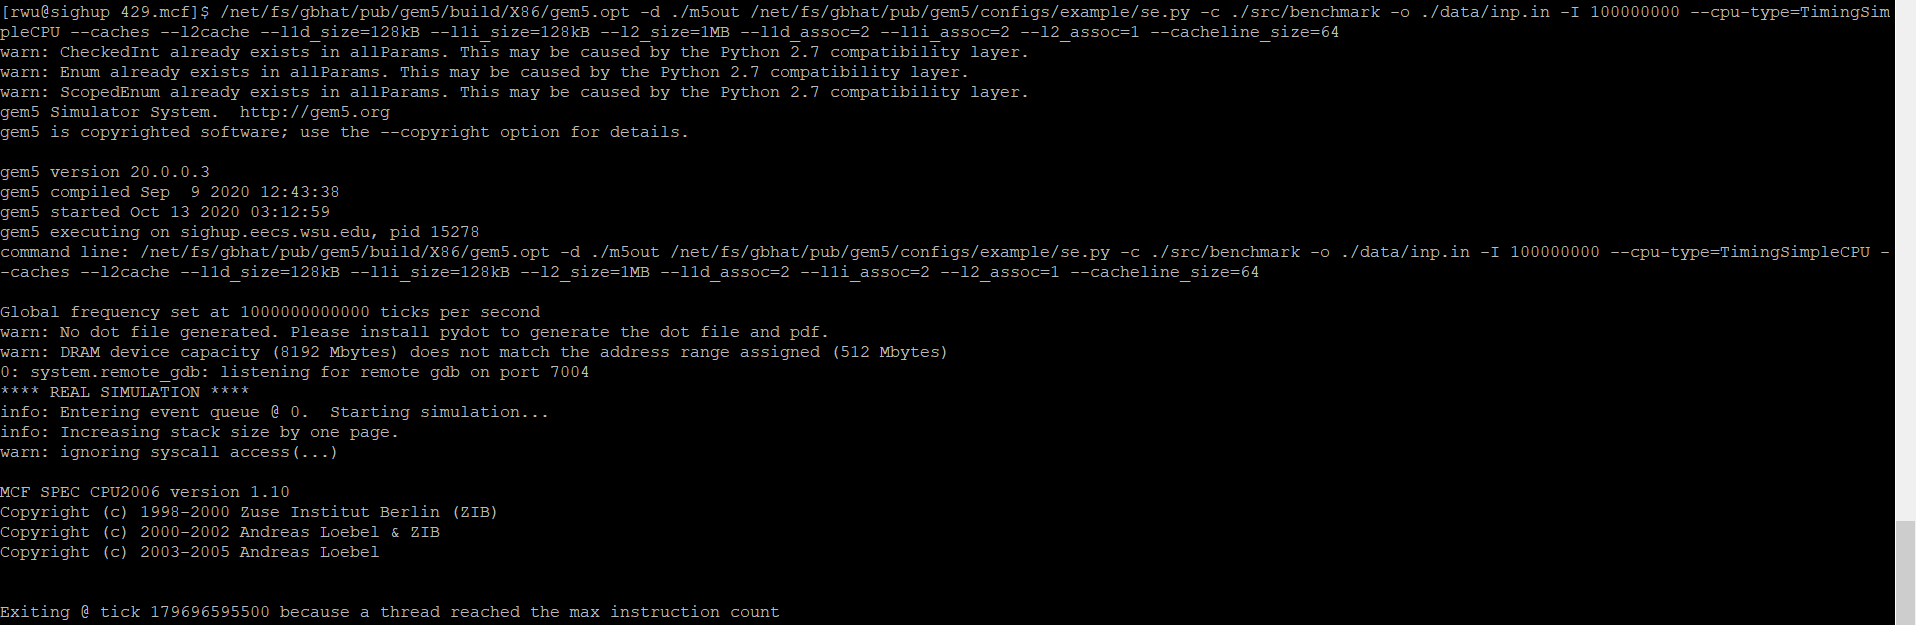 [rwu@sighup 429.mcf]$ /net/fs/gbhat/pub/gem5/build/X86/gem5.opt -d ./m5out /net/fs/gbhat/pub/gem5/configs/example/se.py -c ./src/benchmark -o ./data/inp.in -I 100000000 --cpu-type=TimingSim
pleCPU --caches --l2cache --l1d_size=128kB --l1i_size=128kB --l2_size=1MB --l1d_assoc=2 --l1i_assoc=2 --l2_assoc=1 --cacheline_size=64
warn: CheckedInt already exists in allParams. This may be caused by the Python 2.7 compatibility layer.
warn: Enum already exists in allParams. This may be caused by the Python 2.7 compatibility layer.
warn: ScopedEnum already exists in allParams. This may be caused by the Python 2.7 compatibility layer.
gem5 Simulator System.  http://gem5.org
gem5 is copyrighted software; use the --copyright option for details.

gem5 version 20.0.0.3
gem5 compiled Sep  9 2020 12:43:38
gem5 started Oct 13 2020 03:12:59
gem5 executing on sighup.eecs.wsu.edu, pid 15278
command line: /net/fs/gbhat/pub/gem5/build/X86/gem5.opt -d ./m5out /net/fs/gbhat/pub/gem5/configs/example/se.py -c ./src/benchmark -o ./data/inp.in -I 100000000 --cpu-type=TimingSimpleCPU -
-caches --l2cache --l1d_size=128kB --l1i_size=128kB --l2_size=1MB --l1d_assoc=2 --l1i_assoc=2 --l2_assoc=1 --cacheline_size=64

Global frequency set at 1000000000000 ticks per second
warn: No dot file generated. Please install pydot to generate the dot file and pdf.
warn: DRAM device capacity (8192 Mbytes) does not match the address range assigned (512 Mbytes)
0: system.remote_gdb: listening for remote gdb on port 7004
**** REAL SIMULATION ****
info: Entering event queue @ 0.  Starting simulation...
info: Increasing stack size by one page.
warn: ignoring syscall access(...)

MCF SPEC CPU2006 version 1.10
Copyright (c) 1998-2000 Zuse Institut Berlin (ZIB)
Copyright (c) 2000-2002 Andreas Loebel & ZIB
Copyright (c) 2003-2005 Andreas Loebel

Exiting @ tick 179696595500 because a thread reached the max instruction count